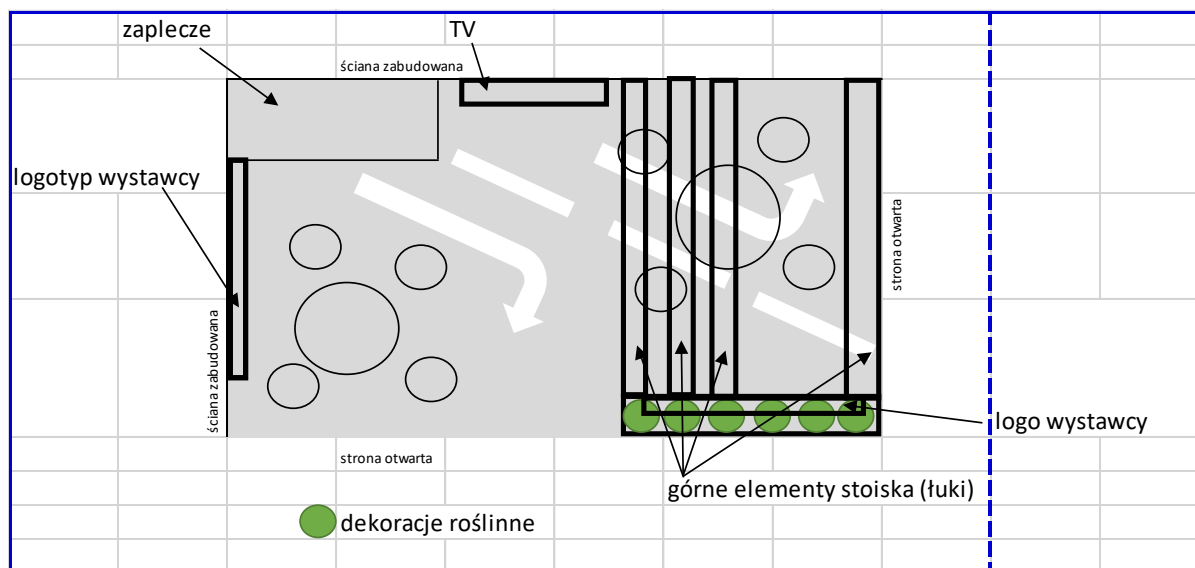 zaplecze
TV
ściana zabudowana
logotyp wystawcy
strona otwarta
ściana zabudowana
logo wystawcy
strona otwarta
górne elementy stoiska (łuki)
dekoracje roślinne